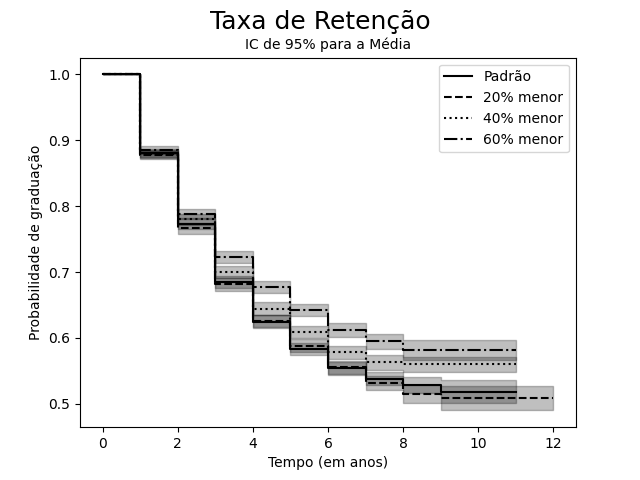 Taxa de Retenção
IC de 95% para a Média
Padrão
20% menor
40% menor
60% menor
Probabilidade de graduação
1.0
0.9
0.8
0.7
0.6
0.5
0 2 4 6 8 10 12
Tempo (em anos)